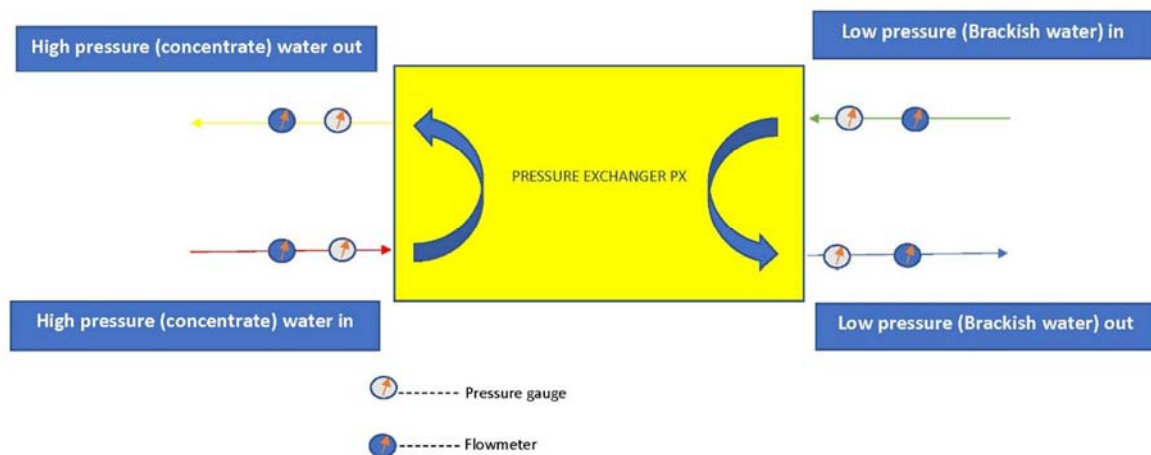 High pressure (concentrate) water out
Low pressure (Brackish water) in
PRESSURE EXCHANGER PX
High pressure (concentrate) water in
Low pressure (Brackish water) out
Pressure gauge
Flowmeter